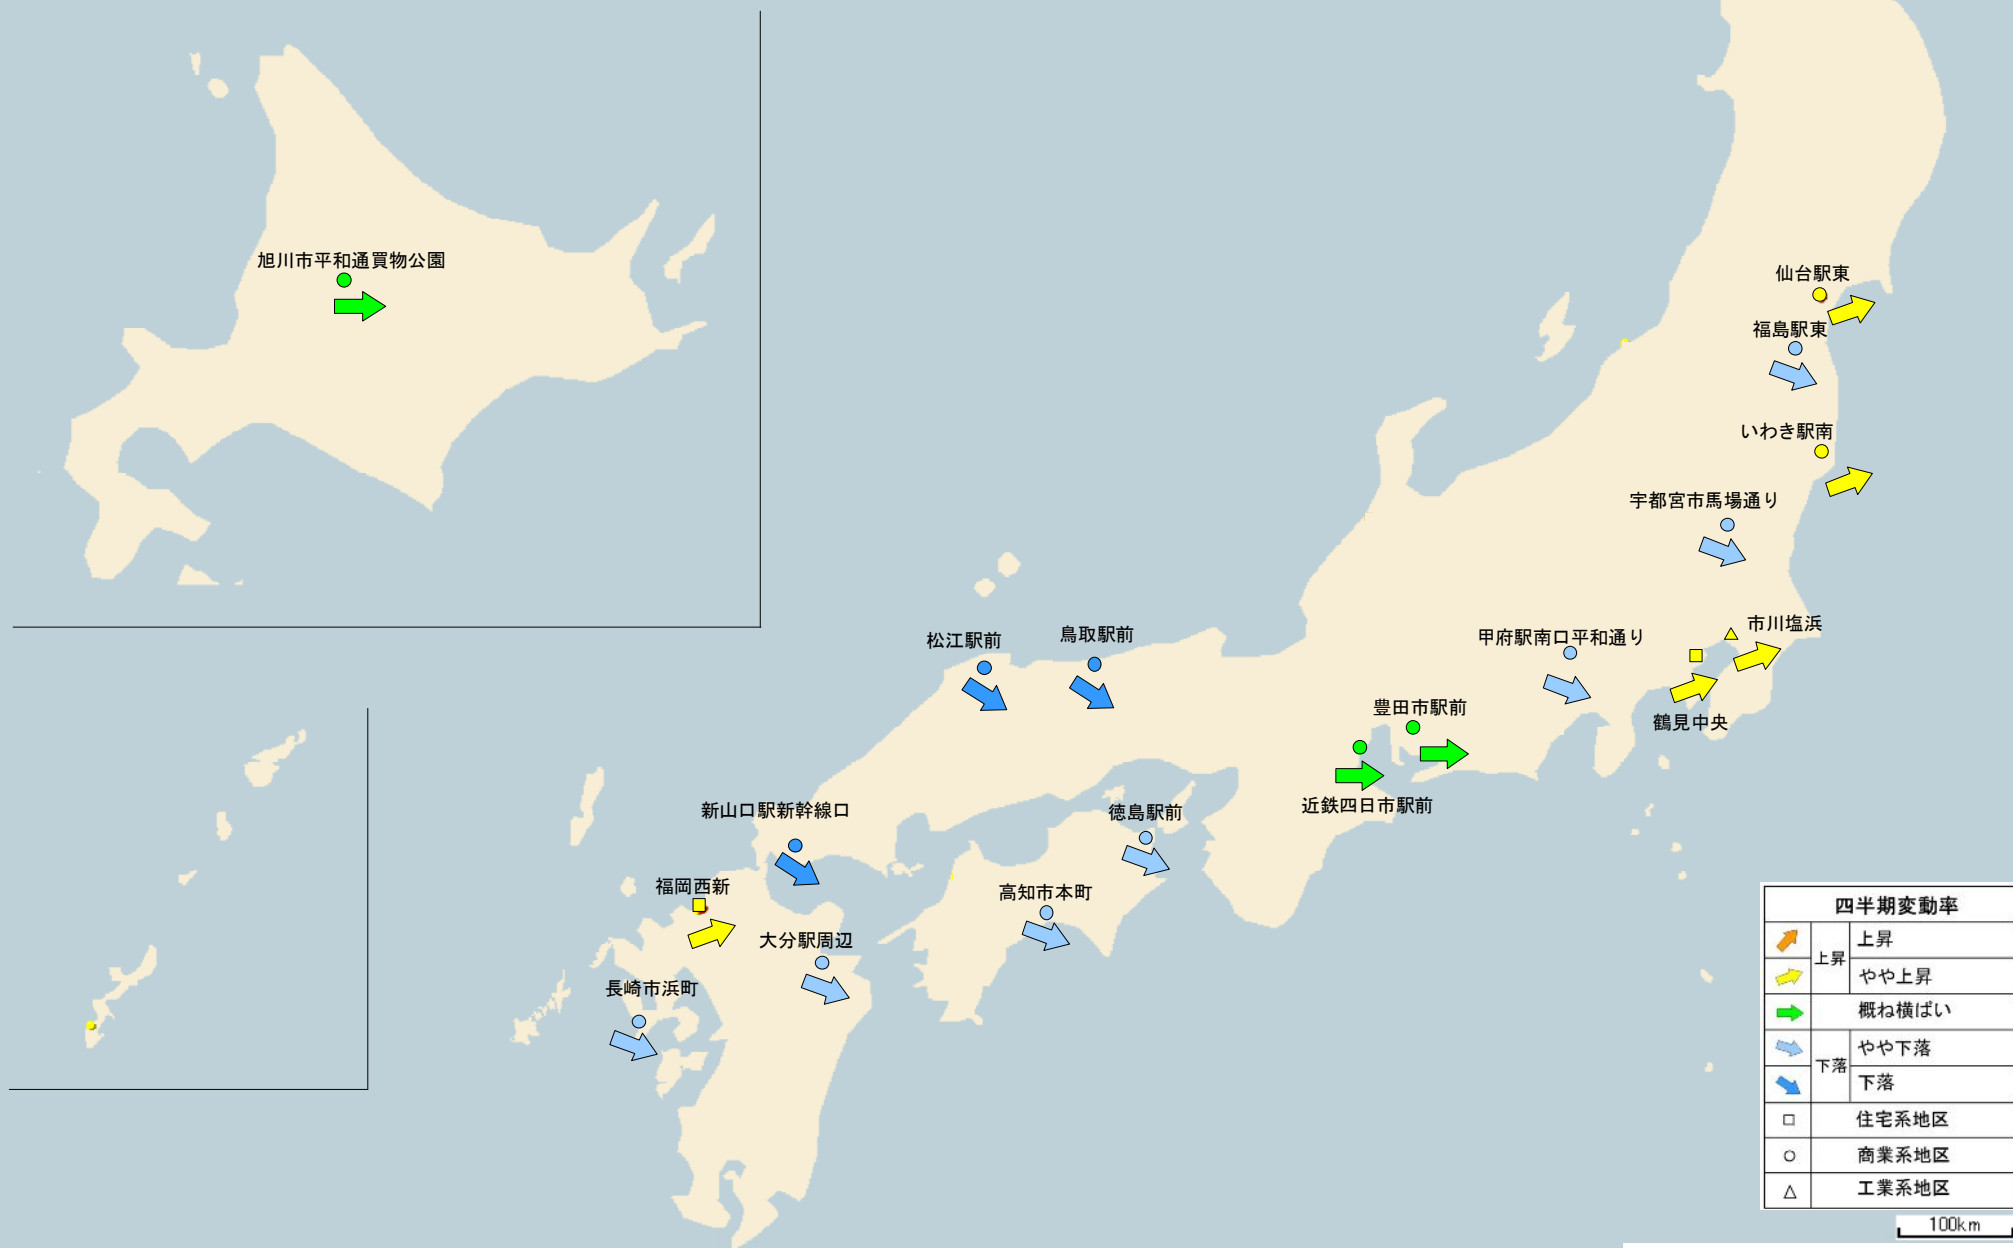 旭川市平和通買物公園
仙台駅東
福島駅東
いわき駅南
宇都宮市馬場通り
市川塩浜
甲府駅南口平和通り
鶴見中央
松江駅前
鳥取駅前
豊田市駅前
近鉄四日市駅前
新山口駅新幹線口
徳島駅前
福岡西新
高知市本町
大分駅周辺
長崎市浜町
四半期変動率
上昇
上昇
やや上昇
概ね横ばい
下落
やや下落
下落
住宅系地区
商業系地区
工業系地区
100km